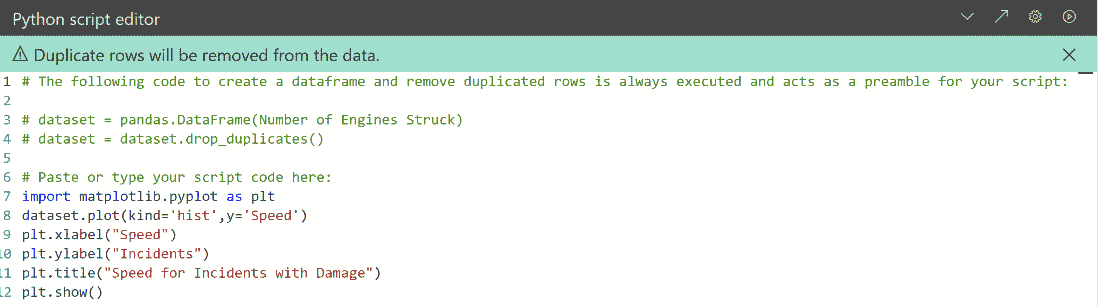 Python script editor
Duplicate rows will be removed from the data.
1 # The following code to create a dataframe and remove duplicated rows is always executed and acts as a preamble for your script:
2
3 # dataset = pandas.DataFrame(Number of Engines Struck)
4 # dataset = dataset.drop_duplicates()
5
6 # Paste or type your script code here:
7 import matplotlib.pyplot as plt
8 dataset.plot(kind='hist',y='Speed')
9 plt.xlabel("Speed")
10 plt.ylabel("Incidents")
11 plt.title("Speed for Incidents with Damage")
12 plt.show()